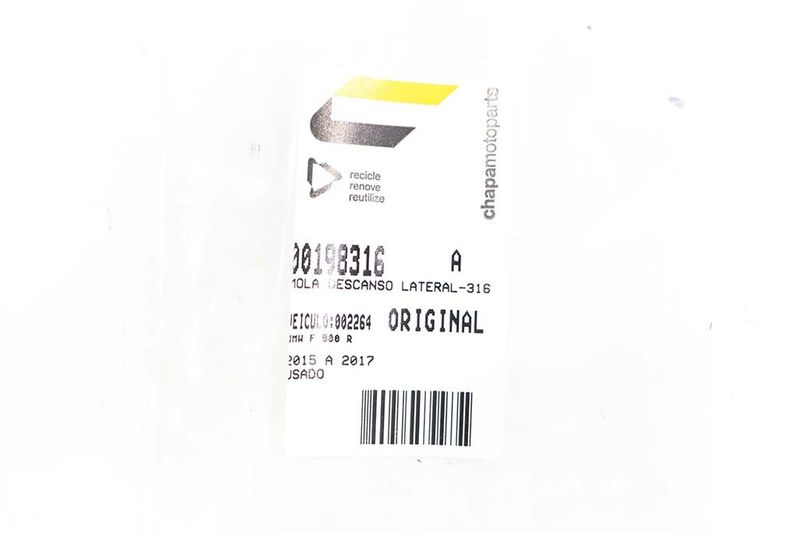 chapamotoparts
recicle
renove
reutilize
00198316 A
MOLA DESCANSO LATERAL-316
VEICULO:002264 ORIGINAL
BMW F 800 R
2015 A 2017
USADO